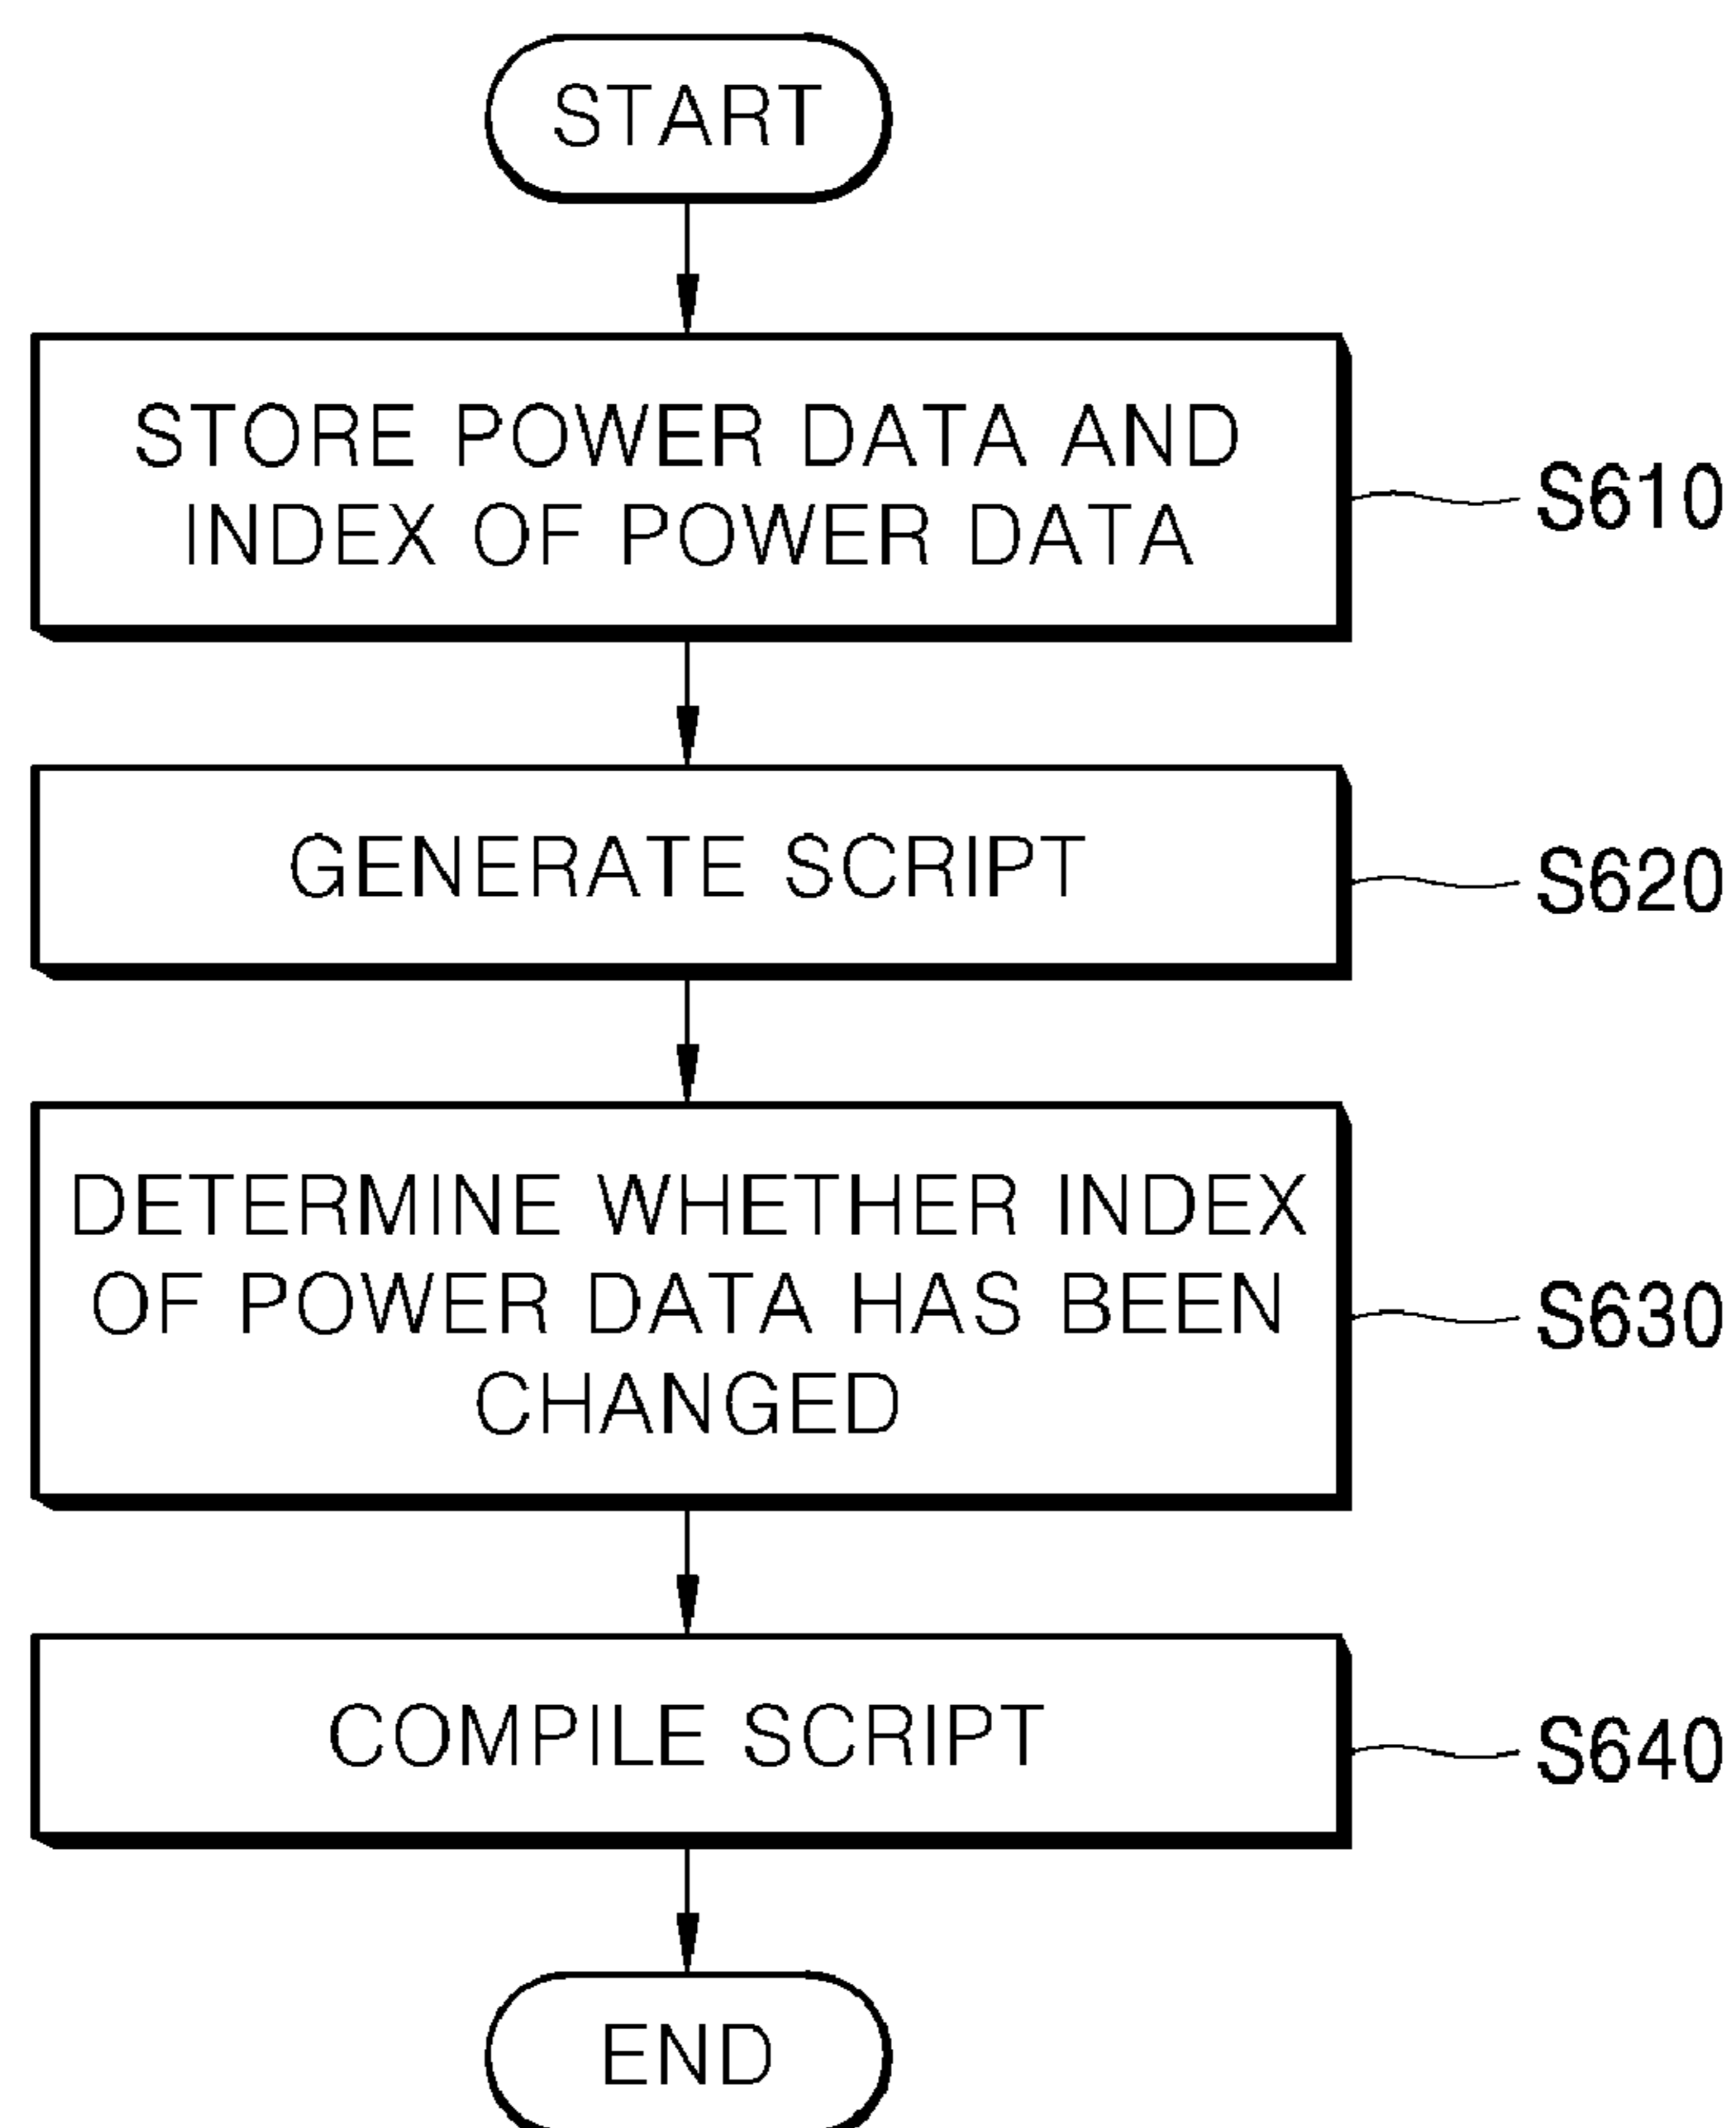 START
STORE POWER DATA AND
INDEX OF POWER DATA
S610
GENERATE SCRIPT
S620
DETERMINE WHETHER INDEX
OF POWER DATA HAS BEEN
CHANGED
S630
COMPILE SCRIPT
S640
END